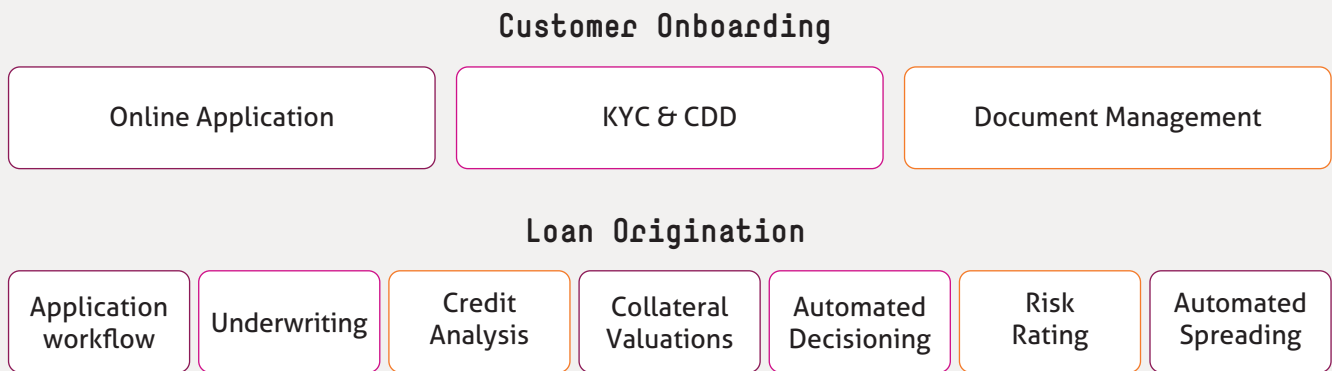 Customer Onboarding
Online Application
KYC & CDD
Document Management
Loan Origination
Application
workflow
Underwriting
Credit
Analysis
Collateral
Valuations
Automated
Decisioning
Risk
Rating
Automated
Spreading